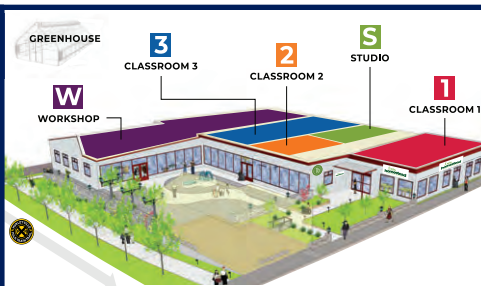 GREENHOUSE
3
CLASSROOM 3
2
CLASSROOM 2
S
STUDIO
W
WORKSHOP
1
CLASSROOM 1